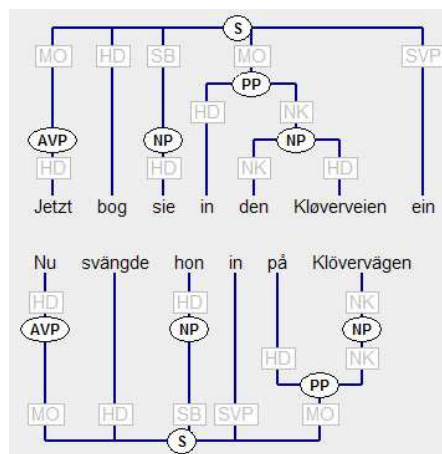 S
MO HD SB MO SVP
PP
HD NK
AVP NP NP
HD HD NK HD
Jetzt bog sie in den Kløverveien ein
Nu svängde hon in på Klövervägen
HD HD NK
AVP NP NP
HD NK
PP
MO HD SB SVP MO
S